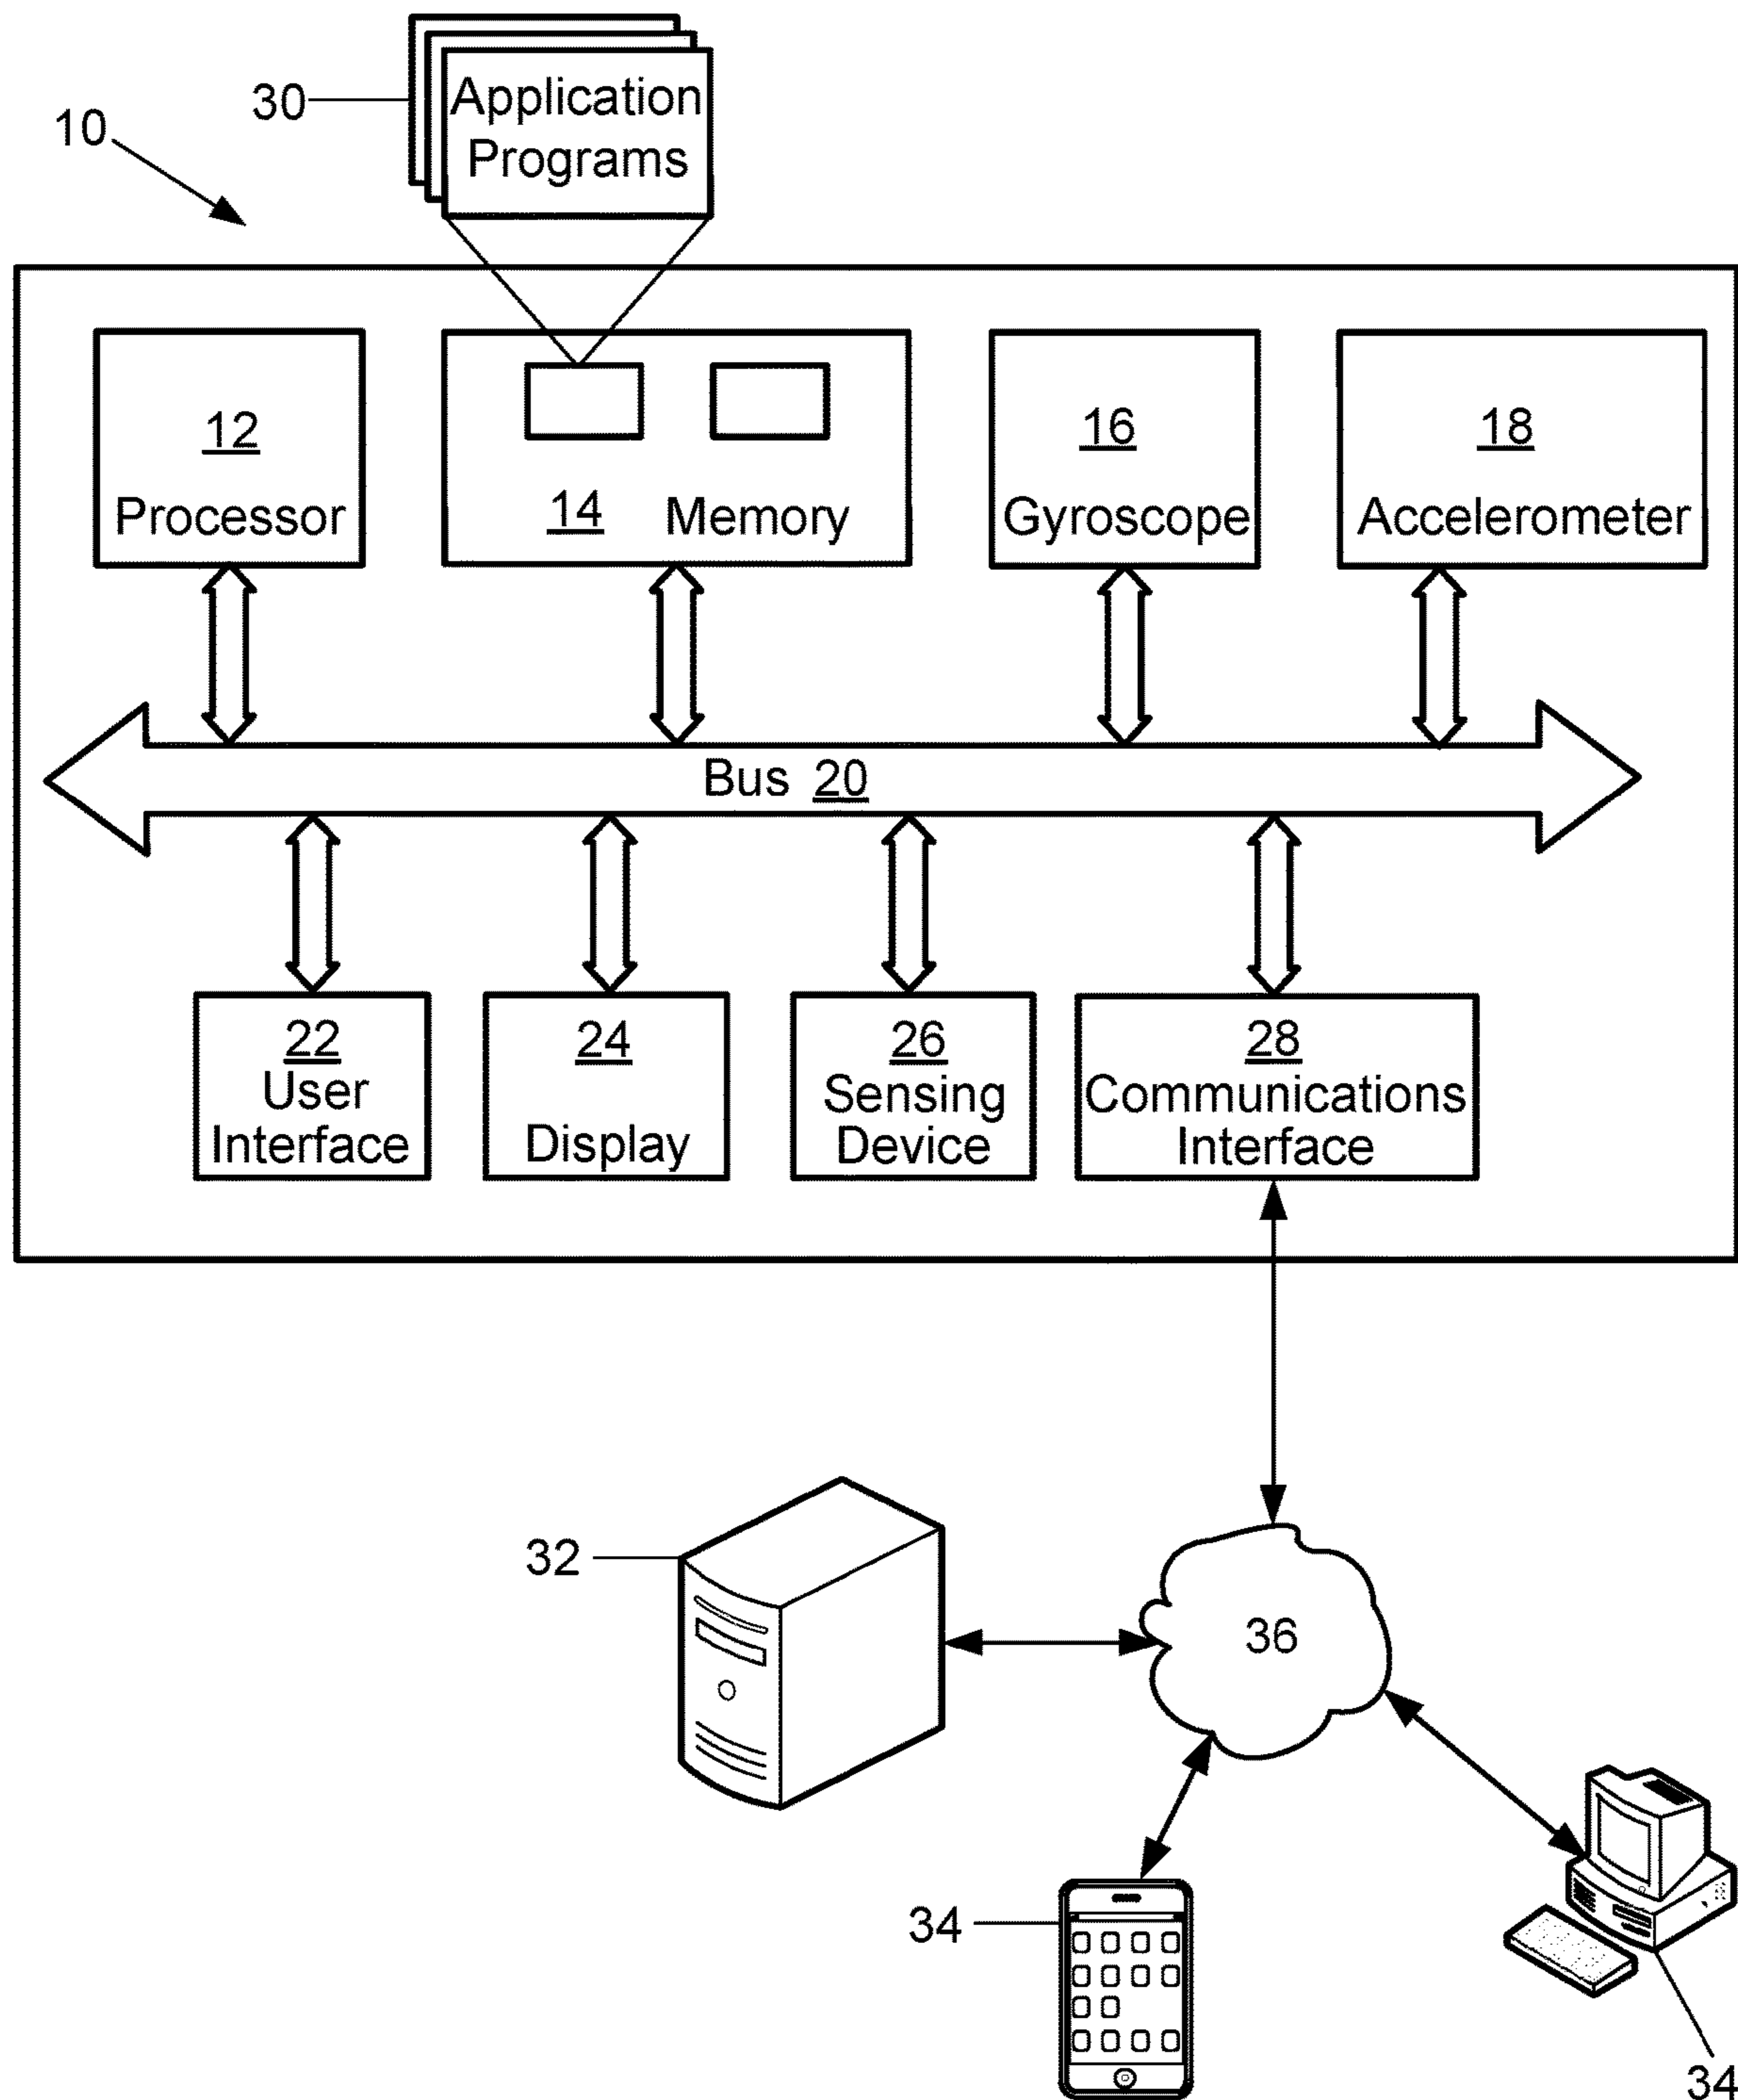 30
Application
Programs
10
12
Processor
14 Memory
16
Gyroscope
18
Accelerometer
Bus 20
22
User
Interface
24
Display
26
Sensing
Device
28
Communications
Interface
32
36
34
34